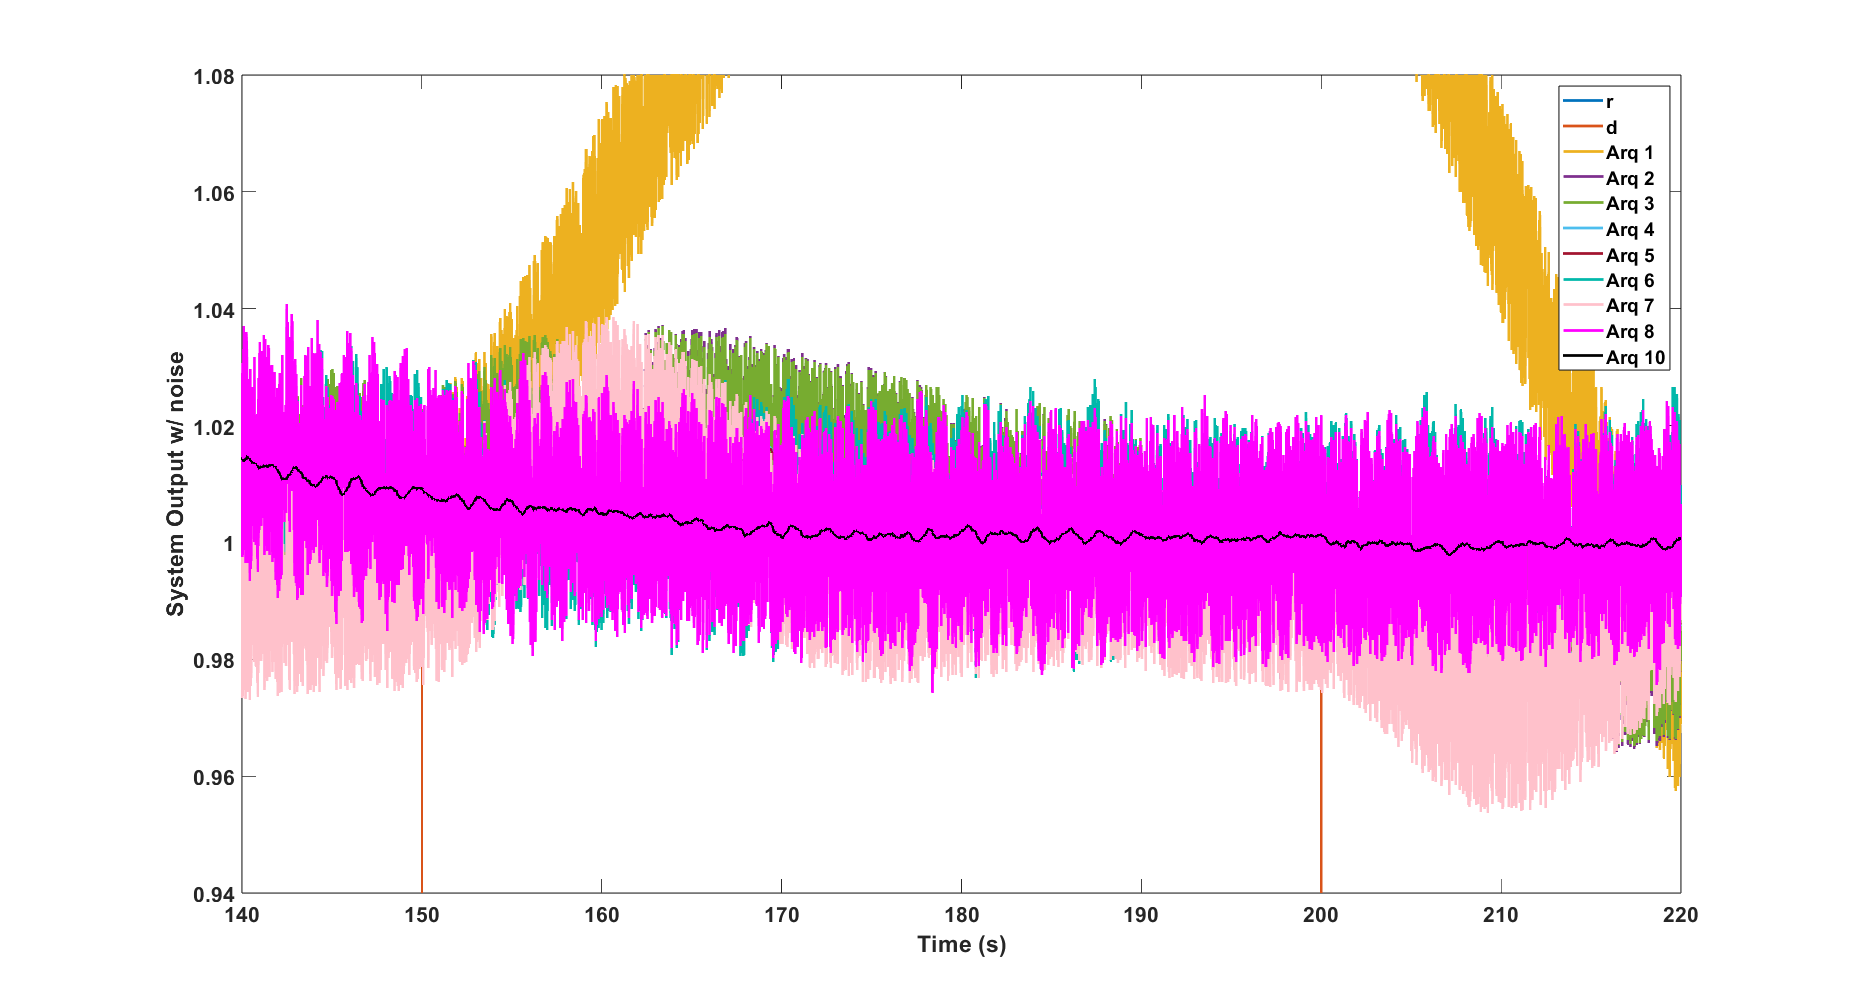 1.08
1.06
1.04
1.02
1
0.98
0.96
0.94
System Output w/ noise
140 150 160 170 180 190 200 210 220
Time (s)
r
d
Arq 1
Arq 2
Arq 3
Arq 4
Arq 5
Arq 6
Arq 7
Arq 8
Arq 10